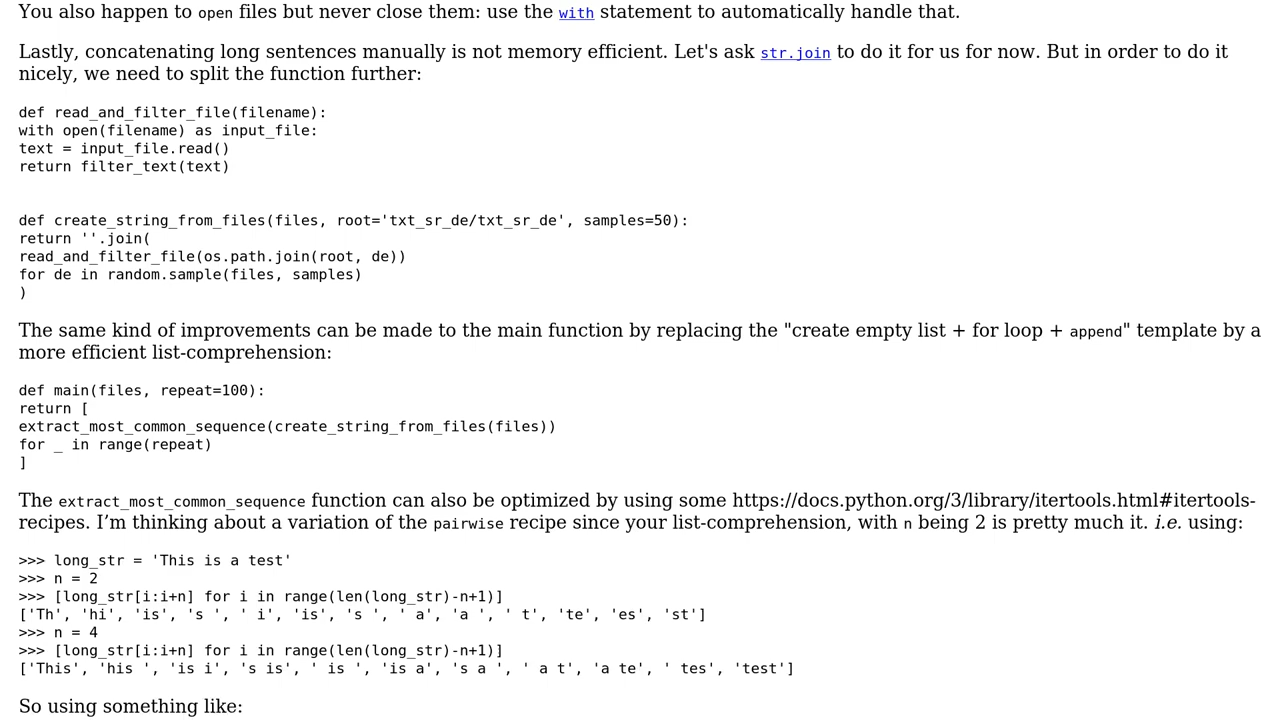 You also happen to open files but never close them: use the with statement to automatically handle that.
Lastly, concatenating long sentences manually is not memory efficient. Let's ask str.join to do it for us for now. But in order to do it
nicely, we need to split the function further:
def read_and_filter_file(filename):
with open(filename) as input_file:
text = input_file.read()
return filter_text(text)
def create_string_from_files(files, root='txt_sr_de/txt_sr_de', samples=50):
return ''.join(
read_and_filter_file(os.path.join(root, de))
for de in random.sample(files, samples)
)
The same kind of improvements can be made to the main function by replacing the "create empty list + for loop + append" template by a
more efficient list-comprehension:
def main(files, repeat=100):
return [
extract_most_common_sequence(create_string_from_files(files))
for _ in range(repeat)
]
The extract_most_common_sequence function can also be optimized by using some https://docs.python.org/3/library/itertools.html#itertools-
recipes. I’m thinking about a variation of the pairwise recipe since your list-comprehension, with n being 2 is pretty much it. i.e. using:
>>> long_str = 'This is a test'
>>> n = 2
>>> [long_str[i:i+n] for i in range(len(long_str)-n+1)]
['Th', 'hi', 'is', 's ', ' i', 'is', 's ', ' a', 'a ', ' t', 'te', 'es', 'st']
>>> n = 4
>>> [long_str[i:i+n] for i in range(len(long_str)-n+1)]
['This', 'his ', 'is i', 's is', ' is ', 'is a', 's a ', ' a t', 'a te', ' tes', 'test']
So using something like: